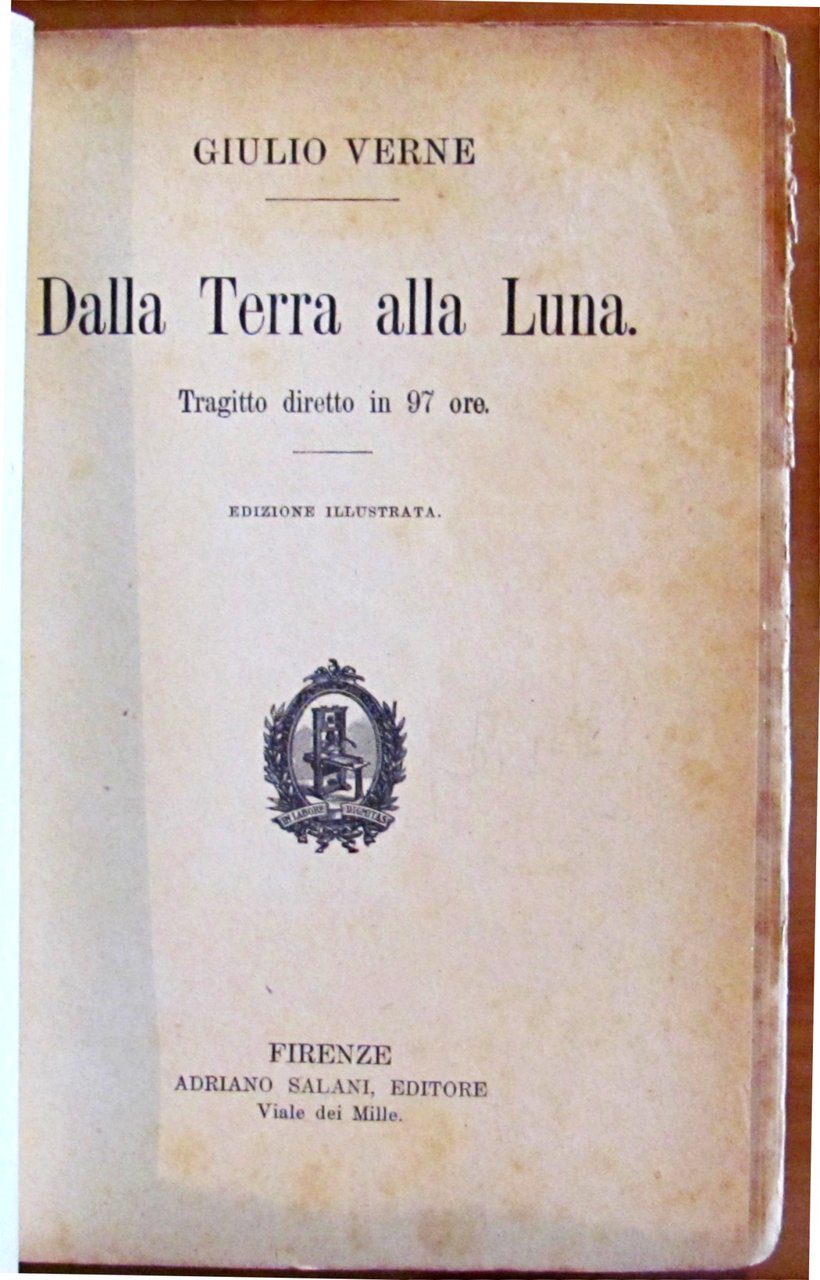 GIULIO VERNE
Dalla Terra alla Luna.
Tragitto diretto in 97 ore.
EDIZIONE ILLUSTRATA.
IN LABORE DIGNITAS
FIRENZE
ADRIANO SALANI, EDITORE
Viale dei Mille.